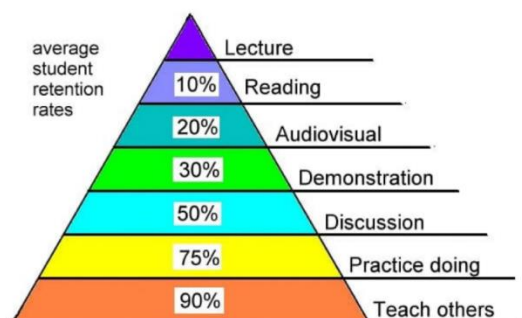 average
student
retention
rates
Lecture
10% Reading
20% Audiovisual
30% Demonstration
50% Discussion
75% Practice doing
90% Teach others